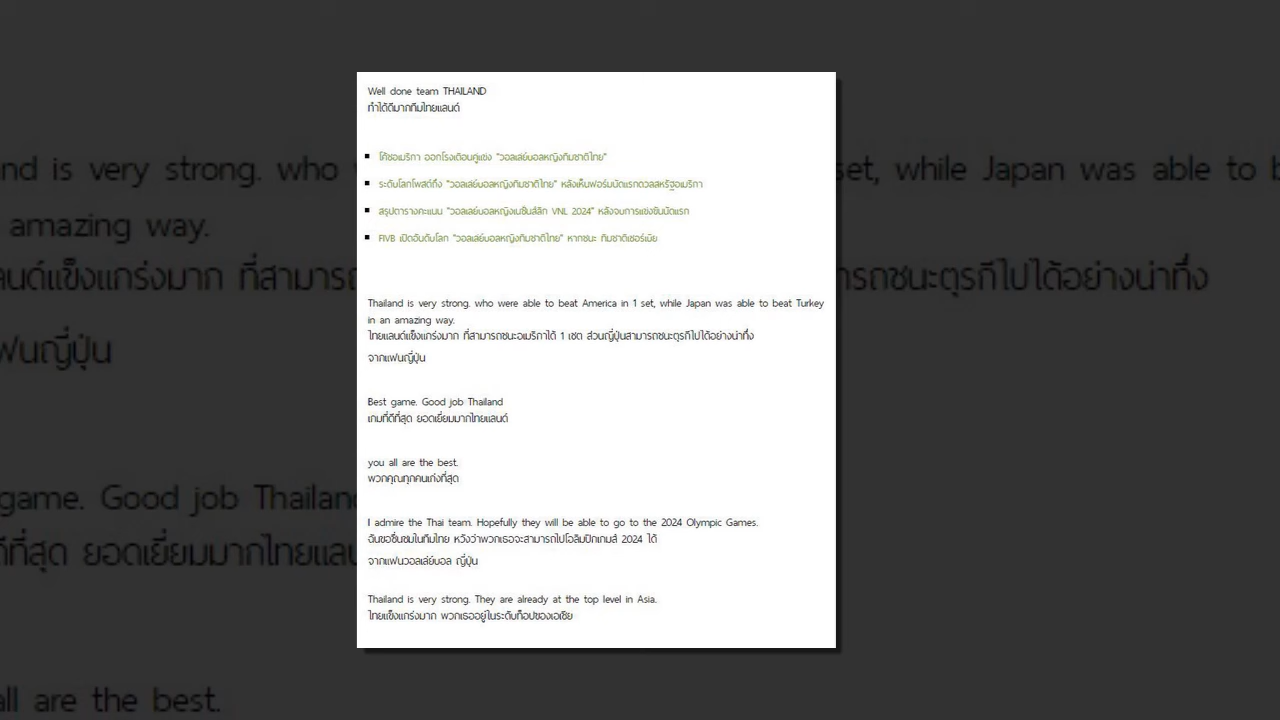 Well done team THAILAND
ทำได้ดีมากทีมไทยแลนด์
โค้ชอเมริกา ออกโรงเตือนคู่แข่ง "วอลเลย์บอลหญิงทีมชาติไทย"
ระดับโลกโพสต์ถึง "วอลเลย์บอลหญิงทีมชาติไทย" หลังเห็นฟอร์มนัดแรกดวลสหรัฐอเมริกา
สรุปตารางคะแนน "วอลเลย์บอลหญิงเนชั่นส์ลีก VNL 2024" หลังจบการแข่งขันนัดแรก
FIVB เปิดอันดับโลก "วอลเลย์บอลหญิงทีมชาติไทย" หากชนะ ทีมชาติเซอร์เบีย
Thailand is very strong. who were able to beat America in 1 set, while Japan was able to beat Turkey
in an amazing way.
ไทยแลนด์แข็งแกร่งมาก ที่สามารถชนะอเมริกาได้ 1 เซต ส่วนญี่ปุ่นสามารถชนะตุรกีไปได้อย่างน่าทึ่ง
จากแฟนญี่ปุ่น
Best game. Good job Thailand
เกมที่ดีที่สุด ยอดเยี่ยมมากไทยแลนด์
you all are the best.
พวกคุณทุกคนเก่งที่สุด
I admire the Thai team. Hopefully they will be able to go to the 2024 Olympic Games.
ฉันขอชื่นชมในทีมไทย หวังว่าพวกเธอจะสามารถไปโอลิมปิกเกมส์ 2024 ได้
จากแฟนวอลเล่ย์บอล ญี่ปุ่น
Thailand is very strong. They are already at the top level in Asia.
ไทยแข็งแกร่งมาก พวกเธออยู่ในระดับท็อปของเอเชีย